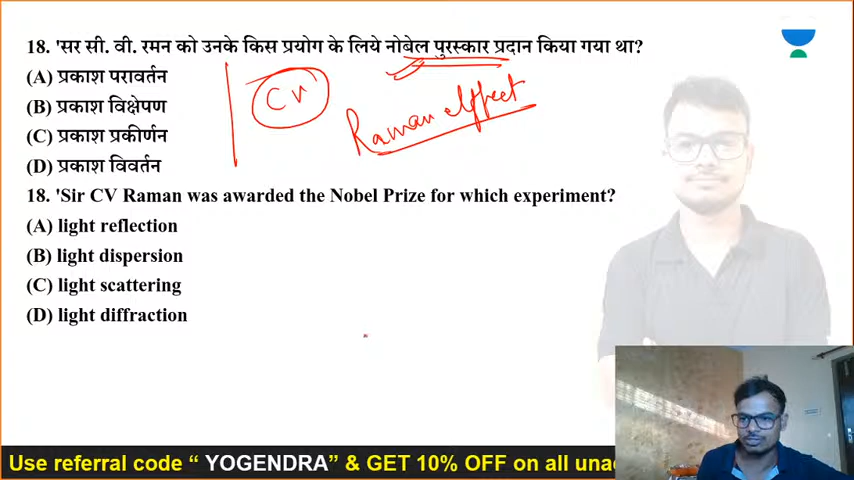 18. 'सर सी. वी. रमन को उनके किस प्रयोग के लिये नोबेल पुरस्कार प्रदान किया गया था?
(A) प्रकाश परावर्तन
(B) प्रकाश विक्षेपण
(C) प्रकाश प्रकीर्णन
(D) प्रकाश विवर्तन
CV
Raman effect
18. 'Sir CV Raman was awarded the Nobel Prize for which experiment?
(A) light reflection
(B) light dispersion
(C) light scattering
(D) light diffraction
Use referral code “ YOGENDRA” & GET 10% OFF on all